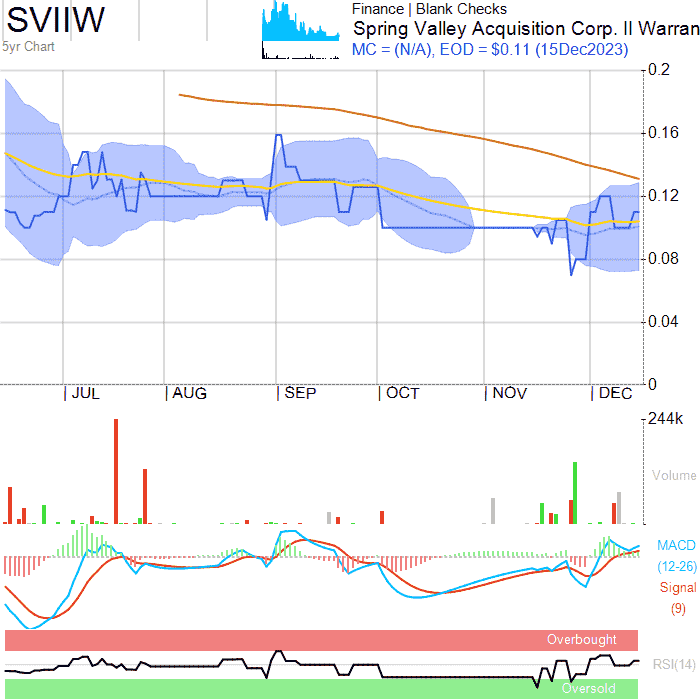 SVIIW
5yr Chart
Finance | Blank Checks
Spring Valley Acquisition Corp. II Warran
MC = (N/A), EOD = $0.11 (15Dec2023)
0.2
0.16
0.12
0.08
0.04
0
JUL AUG SEP OCT NOV DEC
244k
Volume
MACD
(12-26)
Signal
(9)
Overbought
RSI(14)
Oversold